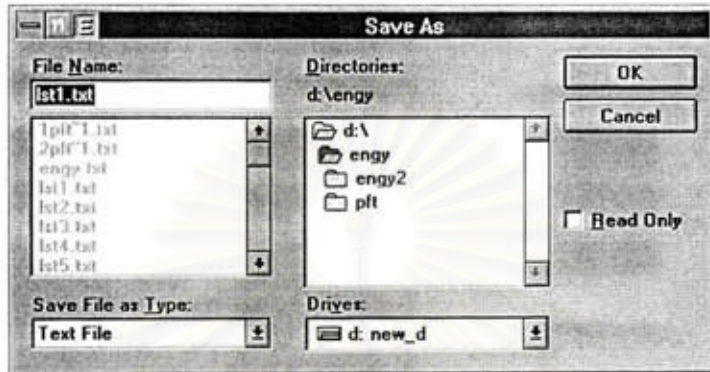 Save As
File Name:
lst1.txt
1plt~1.txt
2plt~1.txt
engy.txt
lst1.txt
lst2.txt
lst3.txt
lst4.txt
lst5.txt
Save File as Type:
Text File
Directories:
d:\engy
d:\
engy
engy2
pft
Drives:
d: new_d
OK
Cancel
Read Only